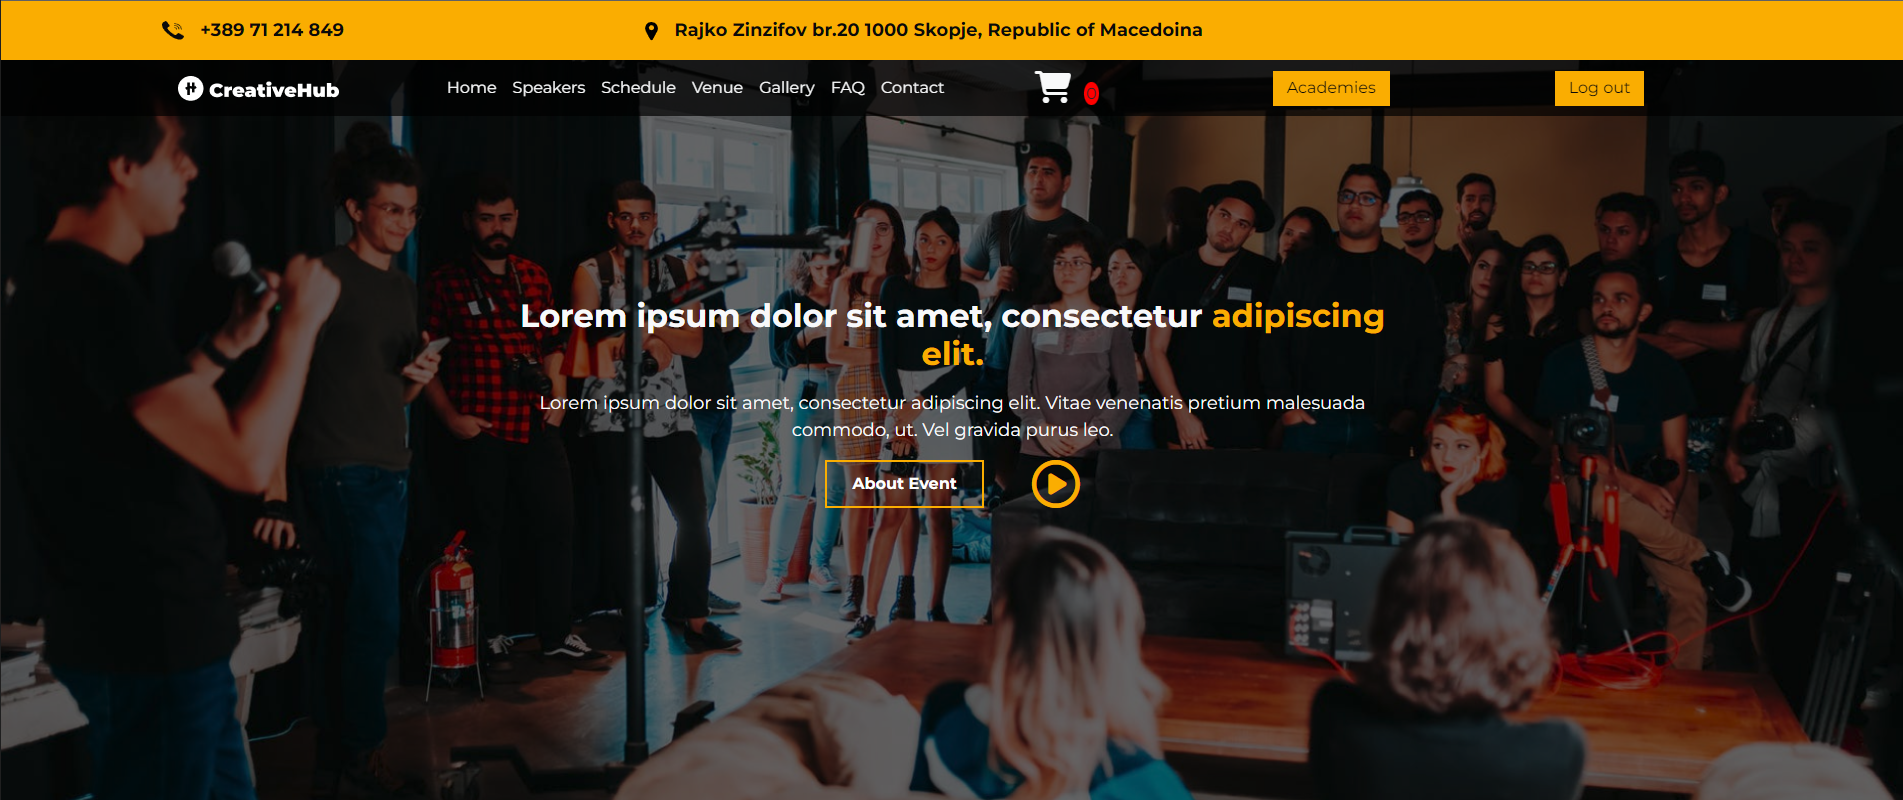 +389 71 214 849
Rajko Zinzifov br.20 1000 Skopje, Republic of Macedoina
CreativeHub
Home Speakers Schedule Venue Gallery FAQ Contact
0
Academies
Log out
Lorem ipsum dolor sit amet, consectetur adipiscing
elit.
Lorem ipsum dolor sit amet, consectetur adipiscing elit. Vitae venenatis pretium malesuada
commodo, ut. Vel gravida purus leo.
About Event